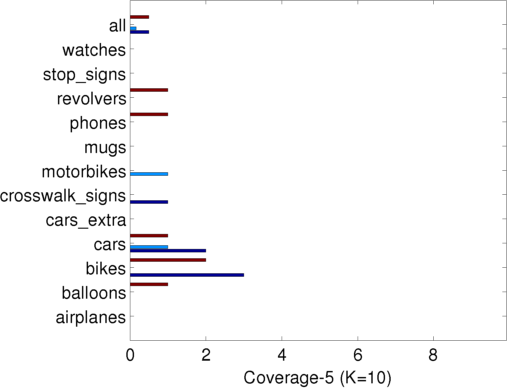 all
watches
stop_signs
revolvers
phones
mugs
motorbikes
crosswalk_signs
cars_extra
cars
bikes
balloons
airplanes
0 2 4 6 8
Coverage-5 (K=10)